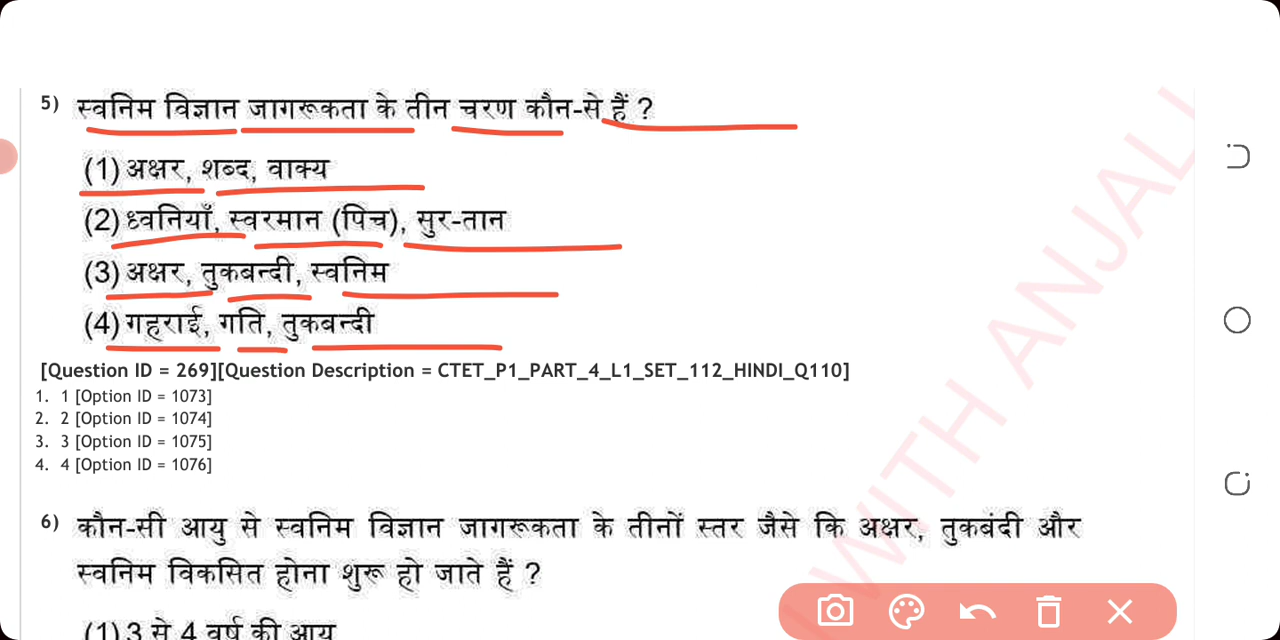 5) स्वनिम विज्ञान जागरूकता के तीन चरण कौन-से हैं ?
(1) अक्षर, शब्द, वाक्य
(2) ध्वनियाँ, स्वरमान (पिच), सुर-तान
(3) अक्षर, तुकबन्दी, स्वनिम
(4) गहराई, गति, तुकबन्दी
[Question ID = 269][Question Description = CTET_P1_PART_4_L1_SET_112_HINDI_Q110]
1. 1 [Option ID = 1073]
2. 2 [Option ID = 1074]
3. 3 [Option ID = 1075]
4. 4 [Option ID = 1076]
6) कौन-सी आयु से स्वनिम विज्ञान जागरूकता के तीनों स्तर जैसे कि अक्षर, तुकबंदी और
स्वनिम विकसित होना शुरू हो जाते हैं ?
(1) 3 से 4 वर्ष की आयु
WITH ANJALI